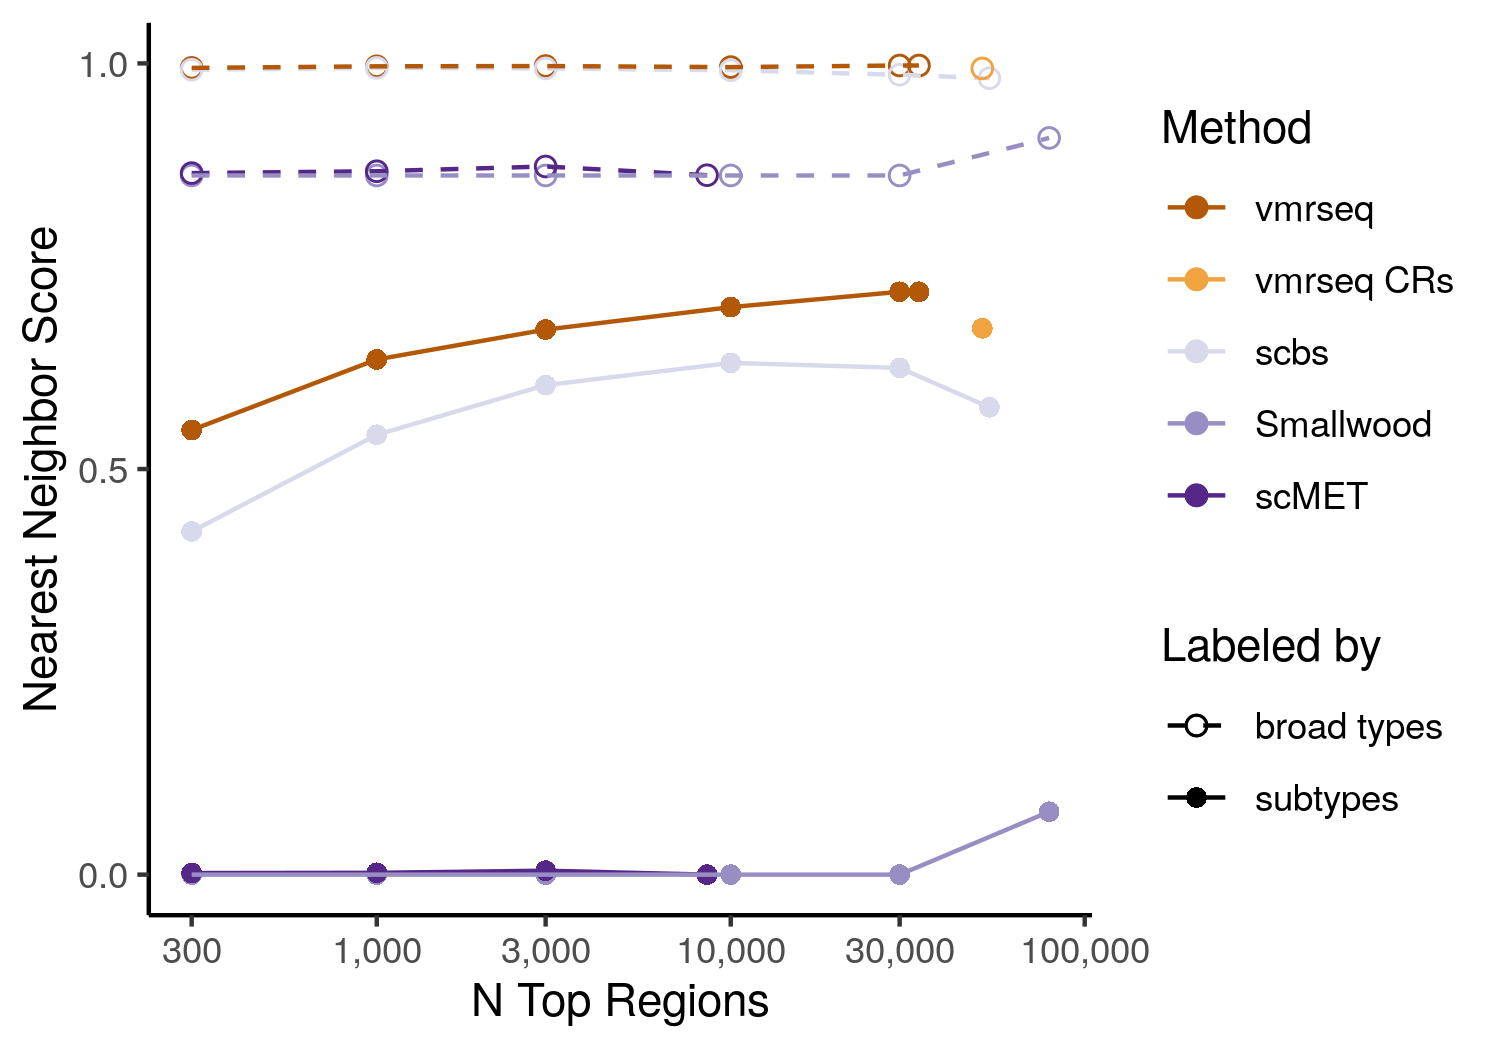 Nearest Neighbor Score
1.0
0.5
0.0
300
1,000
3,000
10,000
30,000
100,000
N Top Regions
Method
vmrseq
vmrseq CRs
scbs
Smallwood
scMET
Labeled by
broad types
subtypes